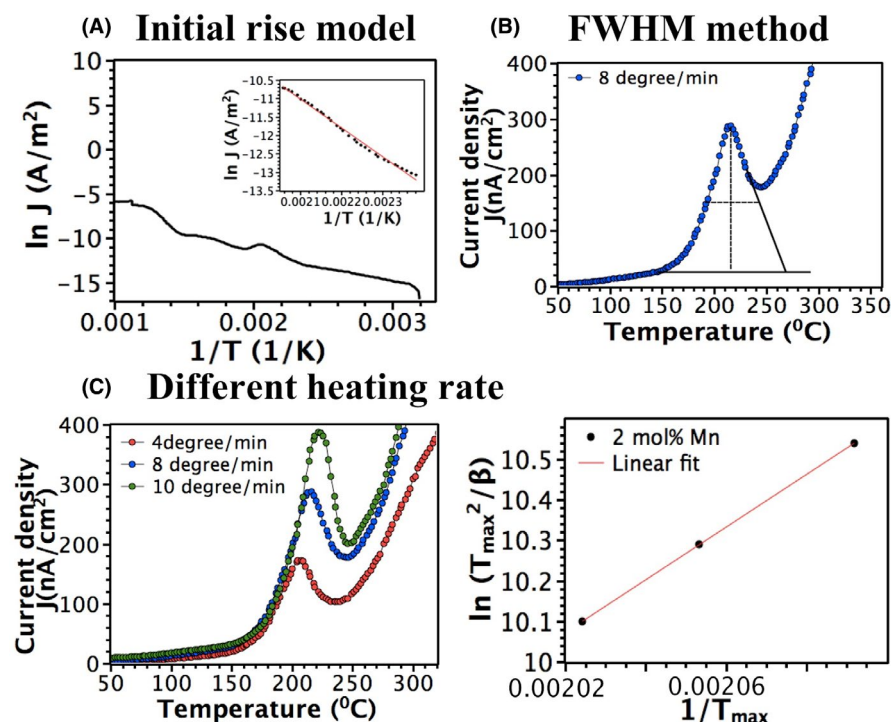 (A) Initial rise model
10
5
0
−5
−10
−15
ln J (A/m²)
0.001 0.002 0.003
1/T (1/K)
−10.5
−11
−11.5
−12
−12.5
−13
−13.5
ln J (A/m²)
0.0021 0.0022 0.0023
1/T (1/K)
(B) FWHM method
8 degree/min
400
300
200
100
0
Current density
J(nA/cm²)
50 100 150 200 250 300 350
Temperature (⁰C)
(C) Different heating rate
4degree/min
8 degree/min
10 degree/min
400
300
200
100
0
Current density
J(nA/cm²)
50 100 150 200 250 300
Temperature (⁰C)
2 mol% Mn
Linear fit
10.5
10.4
10.3
10.2
10.1
10
ln (Tmax²/β)
0.00202 0.00206
1/Tmax